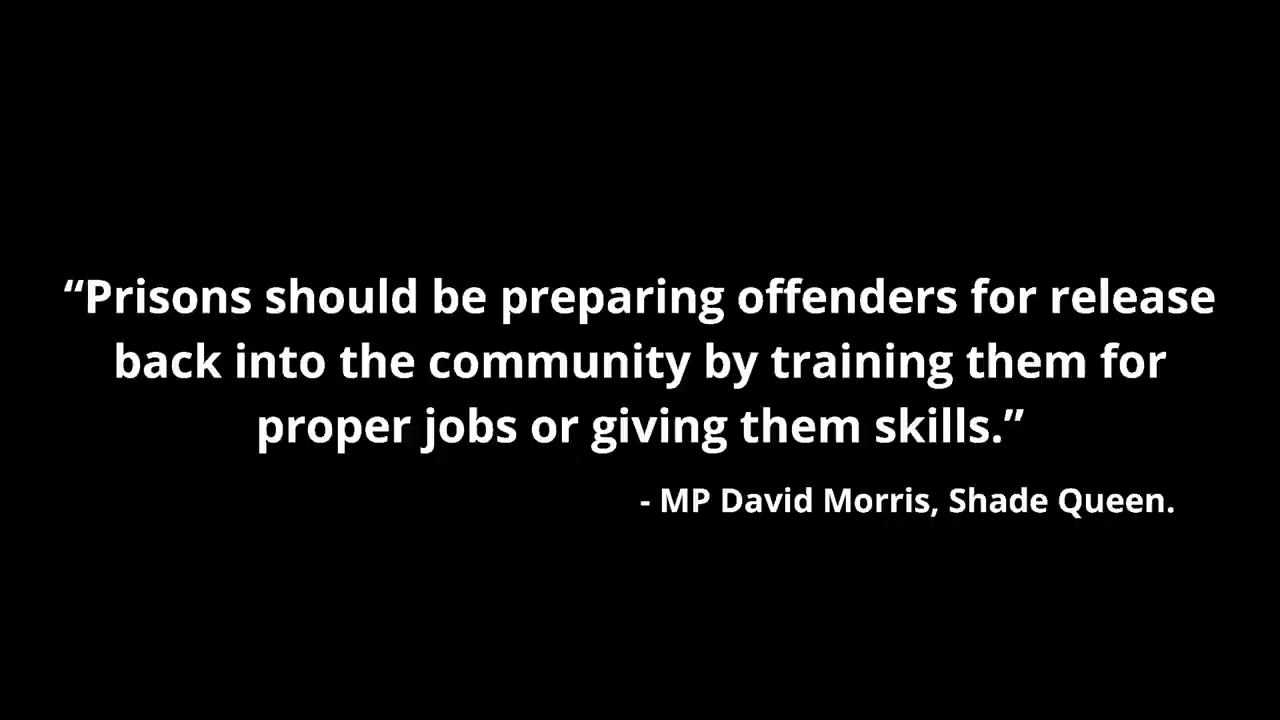 “Prisons should be preparing offenders for release
back into the community by training them for
proper jobs or giving them skills.”
- MP David Morris, Shade Queen.